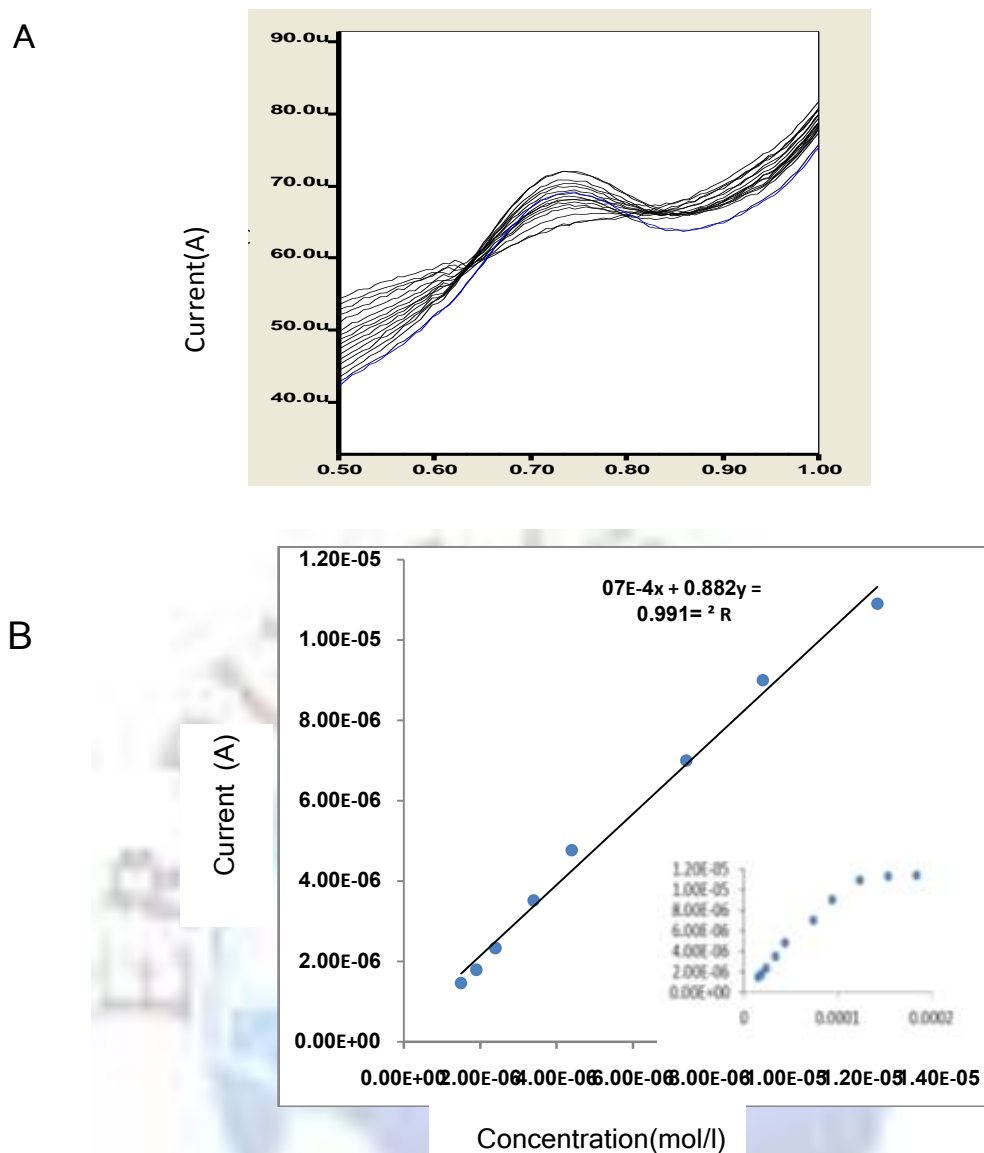 A
90.0u
80.0u
70.0u
60.0u
50.0u
40.0u
Current(A)
0.50 0.60 0.70 0.80 0.90 1.00
B
1.20E-05
1.00E-05
8.00E-06
6.00E-06
4.00E-06
2.00E-06
0.00E+00
Current (A)
07E-4x + 0.882y =
0.991= ² R
1.20E-05
1.00E-05
8.00E-06
6.00E-06
4.00E-06
2.00E-06
0.00E+00
0 0.0001 0.0002
0.00E+00 2.00E-06 4.00E-06 6.00E-06 8.00E-06 1.00E-05 1.20E-05 1.40E-05
Concentration(mol/l)